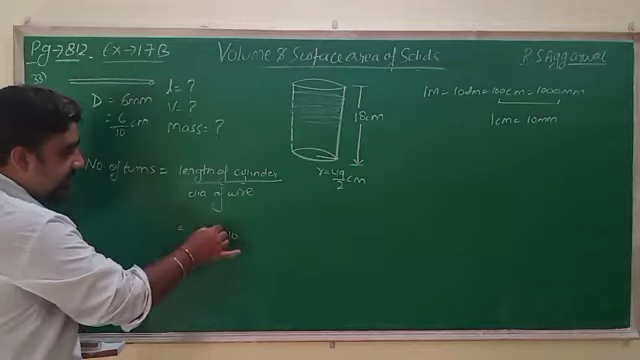 Pg→812. Ex→17B
Volume & Surface area of Solids
R S Aggarwal
33)
l = ?
D = 6mm
V = ?
= 6/10 cm
Mass = ?
18cm
r = 49/2 cm
1m = 10dm = 100cm = 1000mm
1cm = 10mm
No. of turns = length of cylinder
dia of wire
=
10